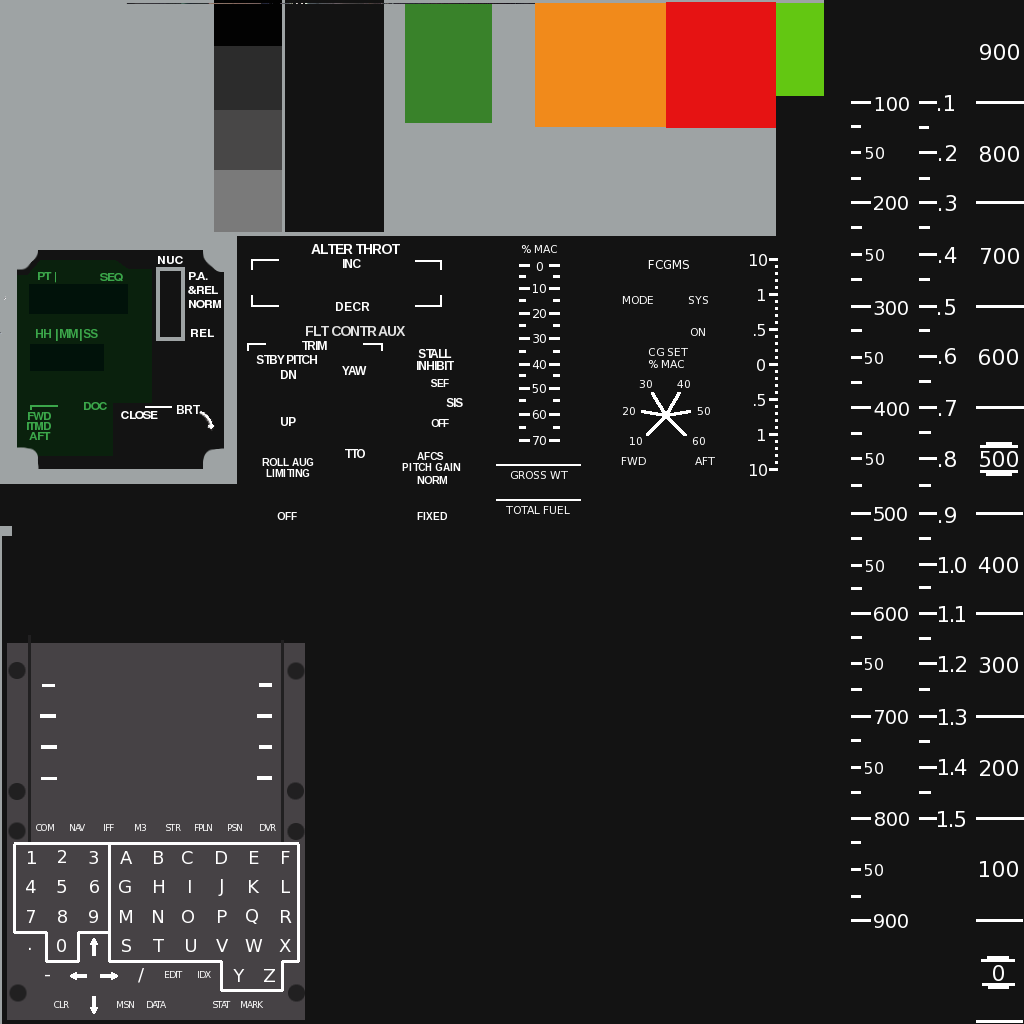 PT |
SEQ
HH |MM|SS
DOC
FWD
ITMD
AFT
NUC
P.A.
&REL
NORM
REL
CLOSE
BRT
ALTER THROT
INC
DECR
FLT CONTR AUX
TRIM
STBY PITCH
DN
YAW
UP
TTO
ROLL AUG
LIMITING
OFF
STALL
INHIBIT
SEF
SIS
OFF
AFCS
PITCH GAIN
NORM
FIXED
% MAC
0
10
20
30
40
50
60
70
GROSS WT
TOTAL FUEL
FCGMS
MODE SYS
ON
CG SET
% MAC
30 40
20 50
10 60
FWD AFT
10
1
.5
0
.5
1
10
100
50
200
50
300
50
400
50
500
50
600
50
700
50
800
50
900
.1
.2
.3
.4
.5
.6
.7
.8
.9
1.0
1.1
1.2
1.3
1.4
1.5
900
800
700
600
500
400
300
200
100
0
COM NAV IFF M3 STR FPLN PSN DVR
1 2 3 A B C D E F
4 5 6 G H I J K L
7 8 9 M N O P Q R
. 0 S T U V W X
- / EDIT IDX Y Z
CLR MSN DATA STAT MARK